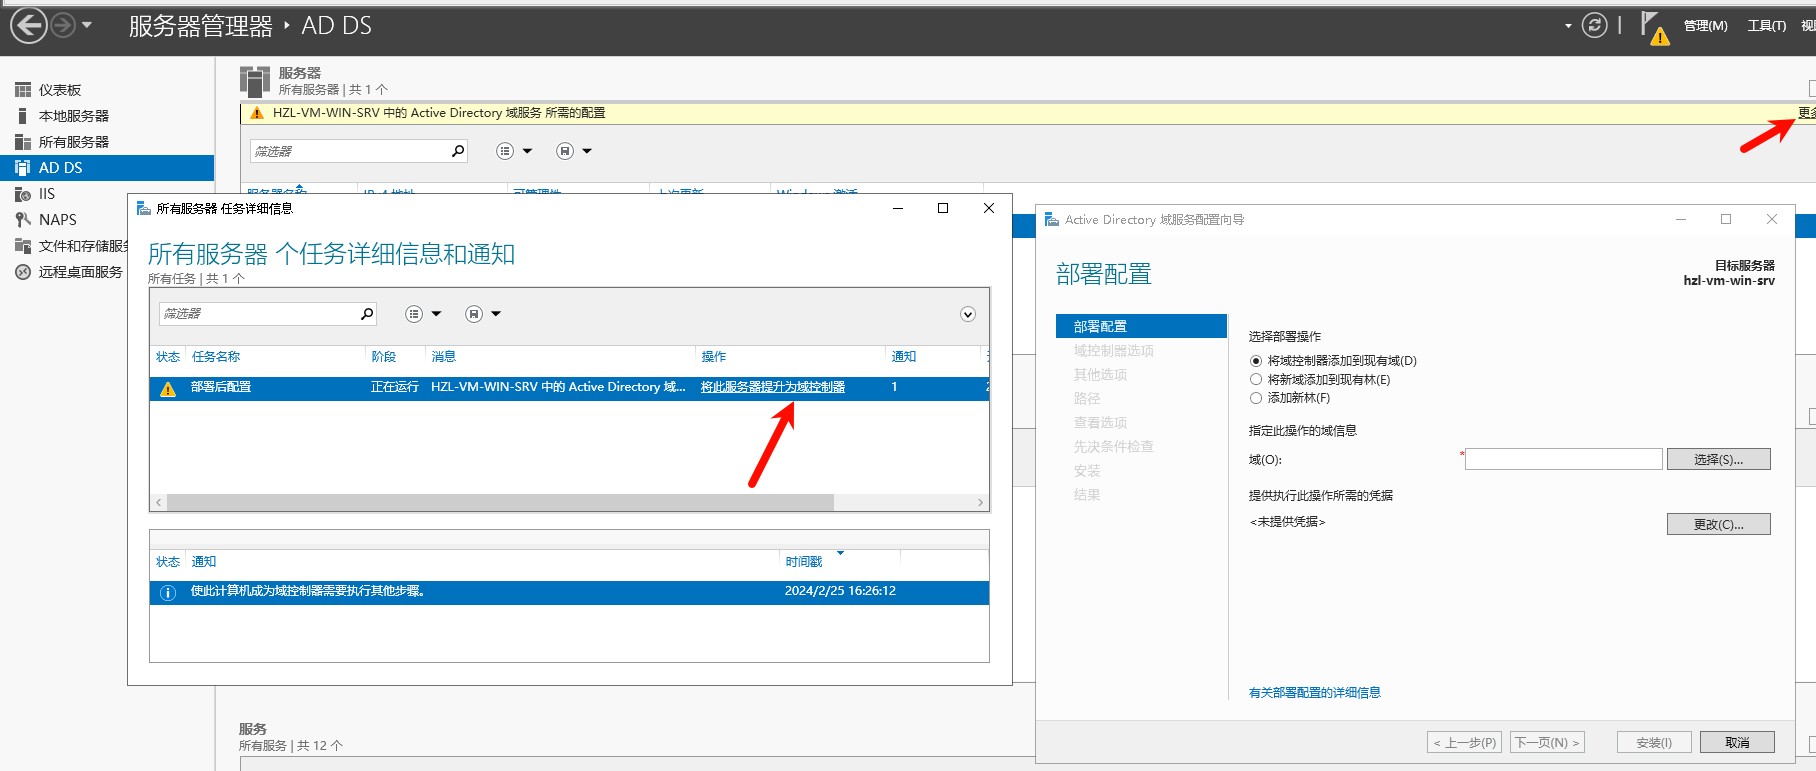 服务器管理器 AD DS
管理(M) 工具(T)
仪表板
本地服务器
所有服务器
AD DS
IIS
NAPS
文件和存储服务
远程桌面服务
服务器
所有服务器 | 共 1 个
HZL-VM-WIN-SRV 中的 Active Directory 域服务 所需的配置
更多
筛选器
所有服务器 任务详细信息
所有服务器 个任务详细信息和通知
所有任务 | 共 1 个
筛选器
状态 任务名称 阶段 消息 操作 通知
部署后配置 正在运行 HZL-VM-WIN-SRV 中的 Active Directory 域... 将此服务器提升为域控制器 1
状态 通知 时间戳
使此计算机成为域控制器需要执行其他步骤。 2024/2/25 16:26:12
服务
所有服务 | 共 12 个
Active Directory 域服务配置向导
部署配置
目标服务器
hzl-vm-win-srv
部署配置
域控制器选项
其他选项
路径
查看选项
先决条件检查
安装
结果
选择部署操作
将域控制器添加到现有域(D)
将新域添加到现有林(E)
添加新林(F)
指定此操作的域信息
域(O): * 选择(S)...
提供执行此操作所需的凭据
<未提供凭据> 更改(C)...
有关部署配置的详细信息
< 上一步(P) 下一页(N) > 安装(I) 取消